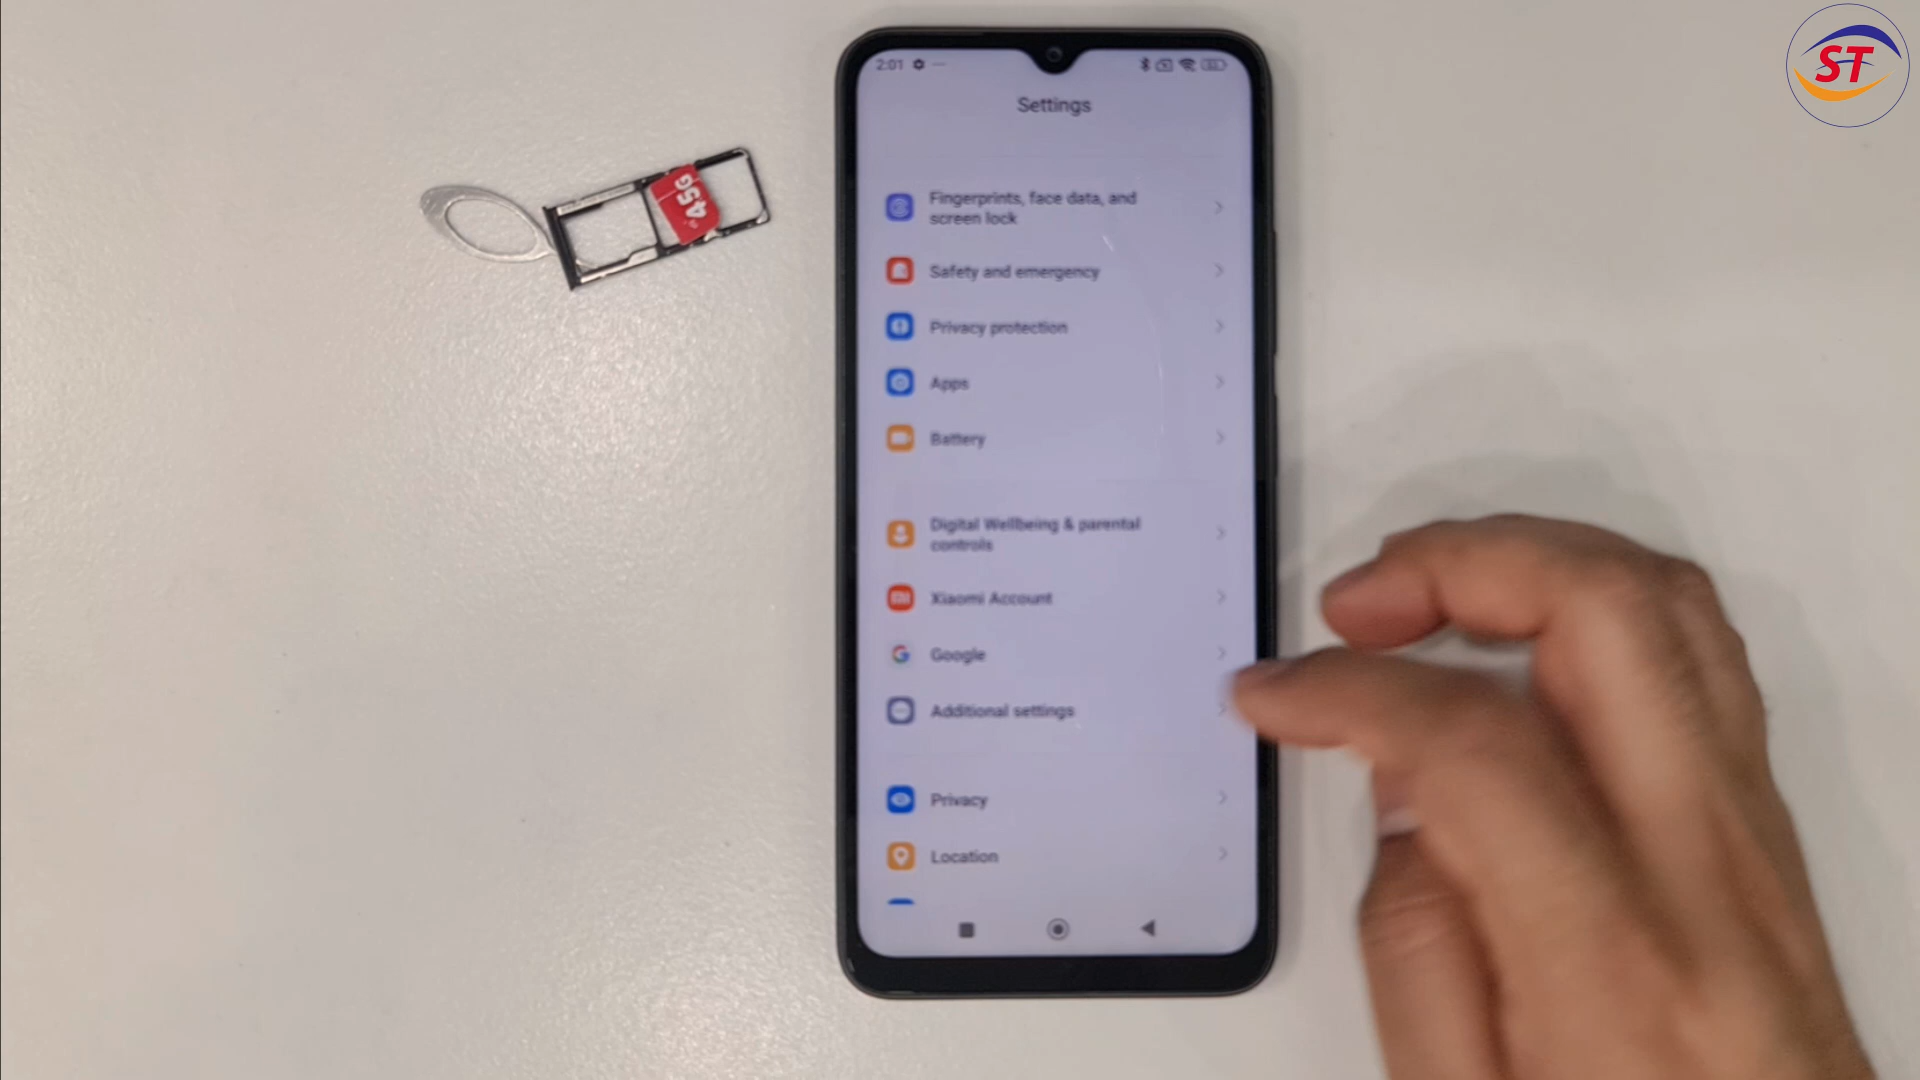 ST
2:01
Settings
Fingerprints, face data, and
screen lock
Safety and emergency
Privacy protection
Apps
Battery
Digital Wellbeing & parental
controls
Xiaomi Account
Google
Additional settings
Privacy
Location
4.5G